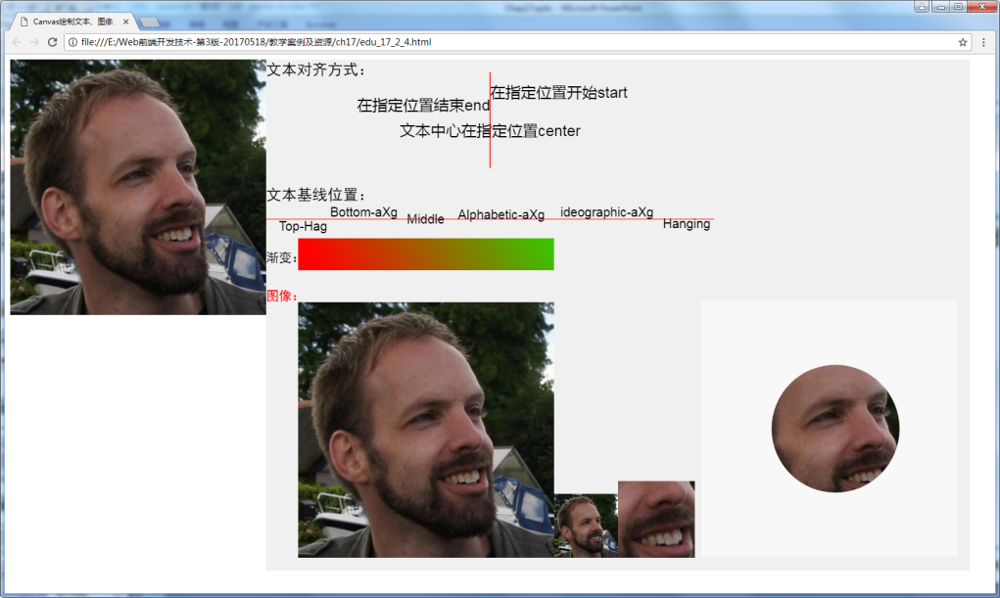 Chap17.pptx - Microsoft PowerPoint
Canvas绘制文本、图像、
file:///E:/Web前端开发技术-第3版-20170518/教学案例及资源/ch17/edu_17_2_4.html
文本对齐方式：
在指定位置开始start
在指定位置结束end
文本中心在指定位置center
文本基线位置：
Top-Hag Bottom-aXg Middle Alphabetic-aXg ideographic-aXg Hanging
渐变：
图像：